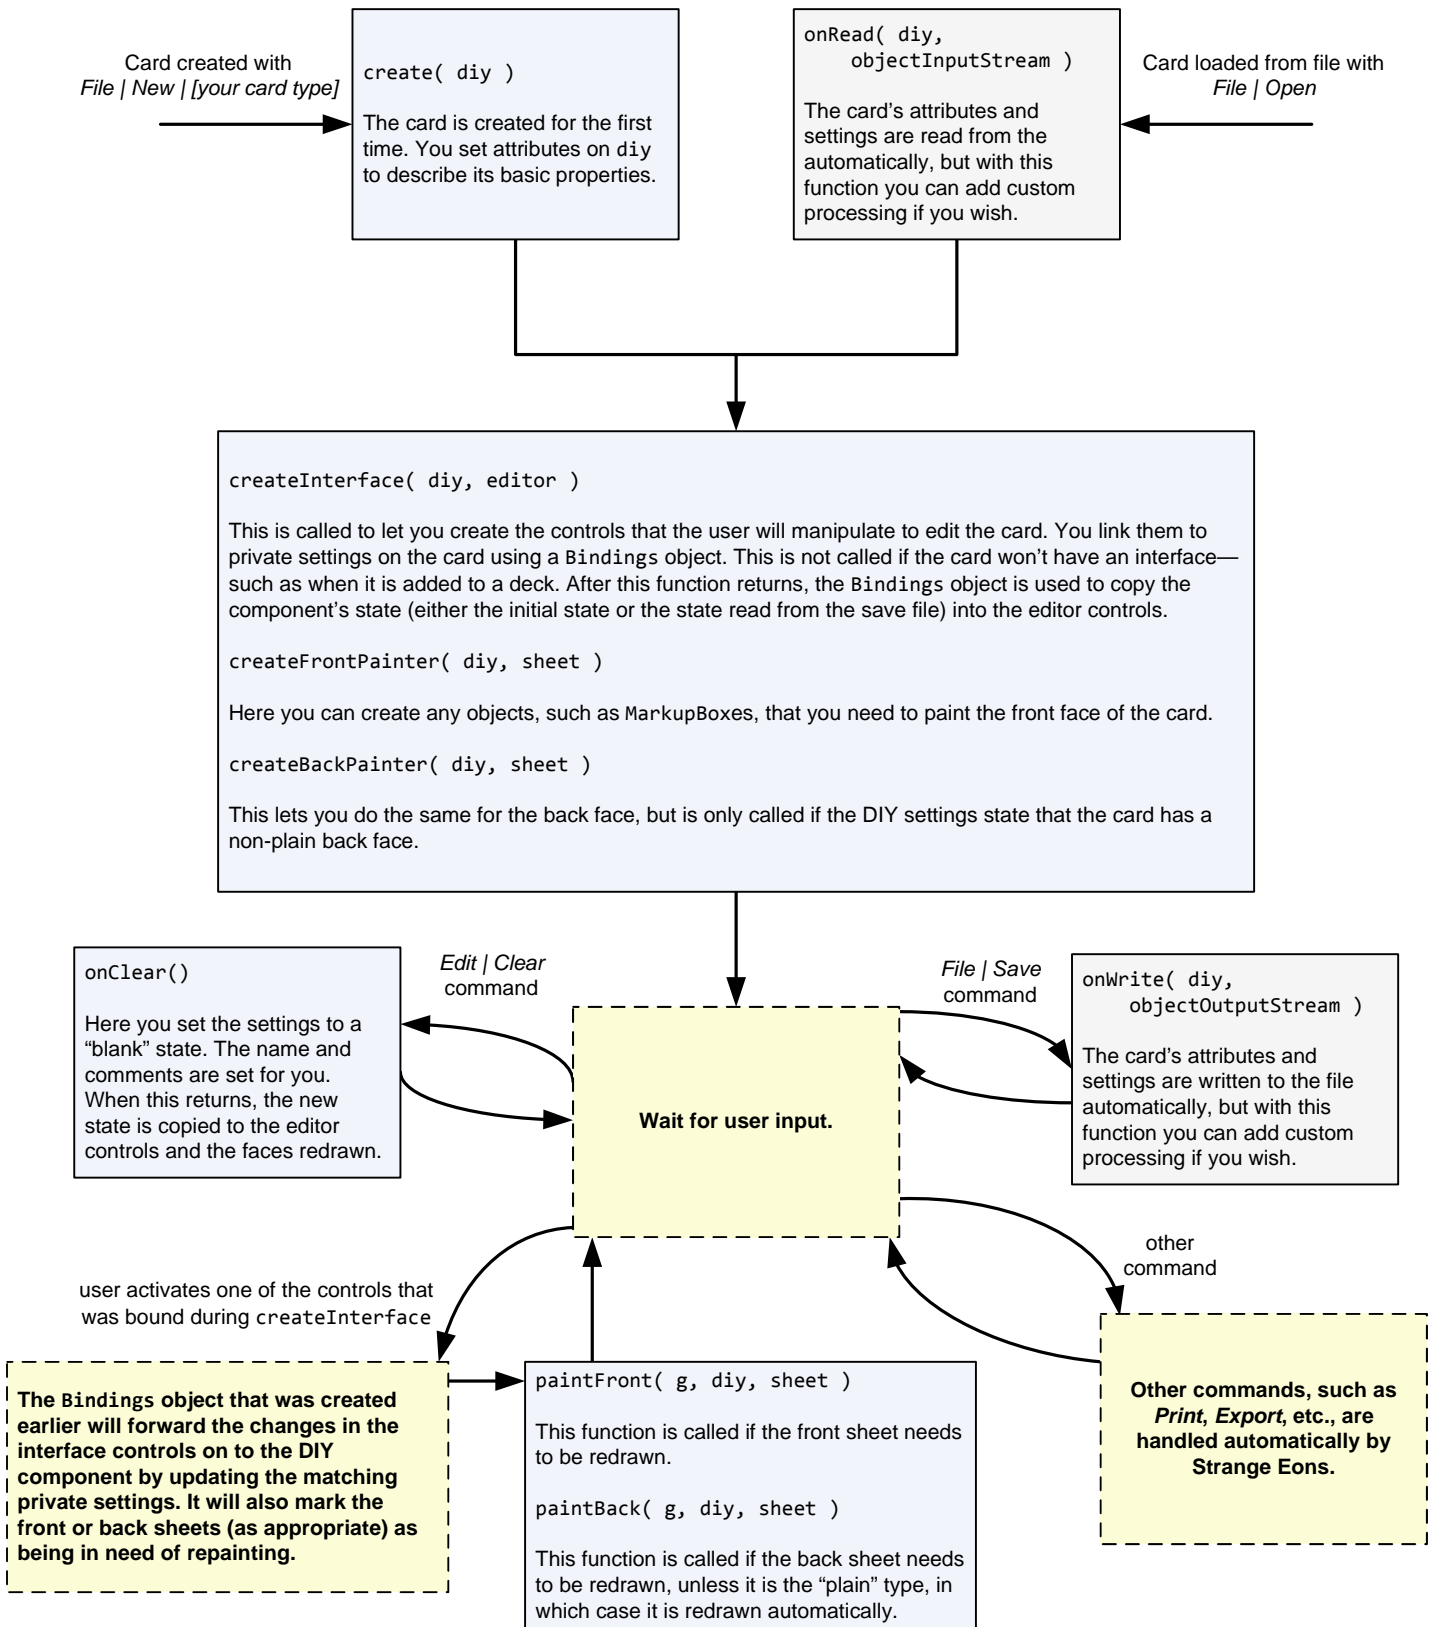 Card created with
File | New | [your card type]
create( diy )
The card is created for the first
time. You set attributes on diy
to describe its basic properties.
onRead( diy,
objectInputStream )
The card’s attributes and
settings are read from the
automatically, but with this
function you can add custom
processing if you wish.
Card loaded from file with
File | Open
createInterface( diy, editor )
This is called to let you create the controls that the user will manipulate to edit the card. You link them to
private settings on the card using a Bindings object. This is not called if the card won’t have an interface—
such as when it is added to a deck. After this function returns, the Bindings object is used to copy the
component’s state (either the initial state or the state read from the save file) into the editor controls.
createFrontPainter( diy, sheet )
Here you can create any objects, such as MarkupBoxes, that you need to paint the front face of the card.
createBackPainter( diy, sheet )
This lets you do the same for the back face, but is only called if the DIY settings state that the card has a
non-plain back face.
onClear()
Here you set the settings to a
“blank” state. The name and
comments are set for you.
When this returns, the new
state is copied to the editor
controls and the faces redrawn.
Edit | Clear
command
Wait for user input.
File | Save
command
onWrite( diy,
objectOutputStream )
The card’s attributes and
settings are written to the file
automatically, but with this
function you can add custom
processing if you wish.
user activates one of the controls that
was bound during createInterface
other
command
The Bindings object that was created
earlier will forward the changes in the
interface controls on to the DIY
component by updating the matching
private settings. It will also mark the
front or back sheets (as appropriate) as
being in need of repainting.
paintFront( g, diy, sheet )
This function is called if the front sheet needs
to be redrawn.
paintBack( g, diy, sheet )
This function is called if the back sheet needs
to be redrawn, unless it is the “plain” type, in
which case it is redrawn automatically.
Other commands, such as
Print, Export, etc., are
handled automatically by
Strange Eons.